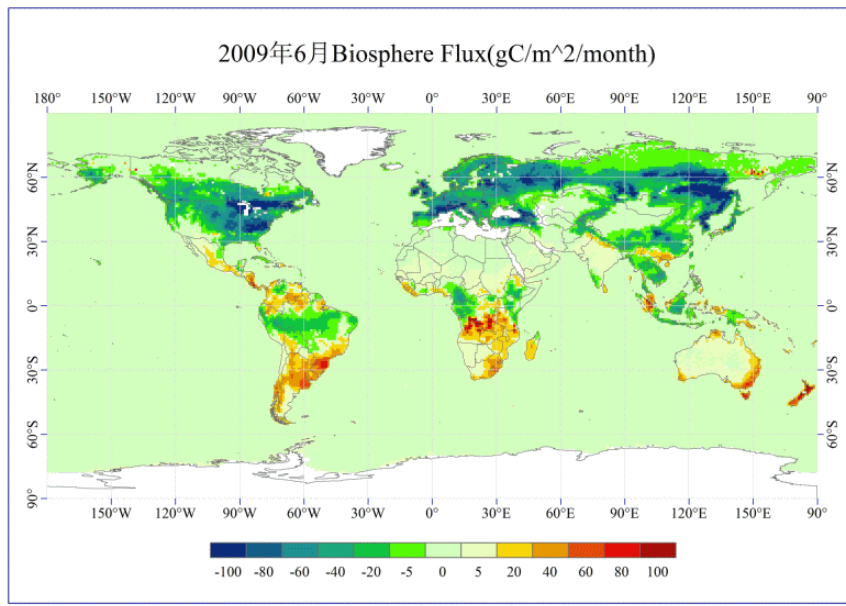 2009年6月Biosphere Flux(gC/m^2/month)
180° 150°W 120°W 90°W 60°W 30°W 0° 30°E 60°E 90°E 120°E 150°E 90°
60°N 60°N
30°N 30°N
0° 0°
30°S 30°S
60°S 60°S
90° 90°
150°W 120°W 90°W 60°W 30°W 0° 30°E 60°E 90°E 120°E 150°E 90°
-100 -80 -60 -40 -20 -5 0 5 20 40 60 80 100